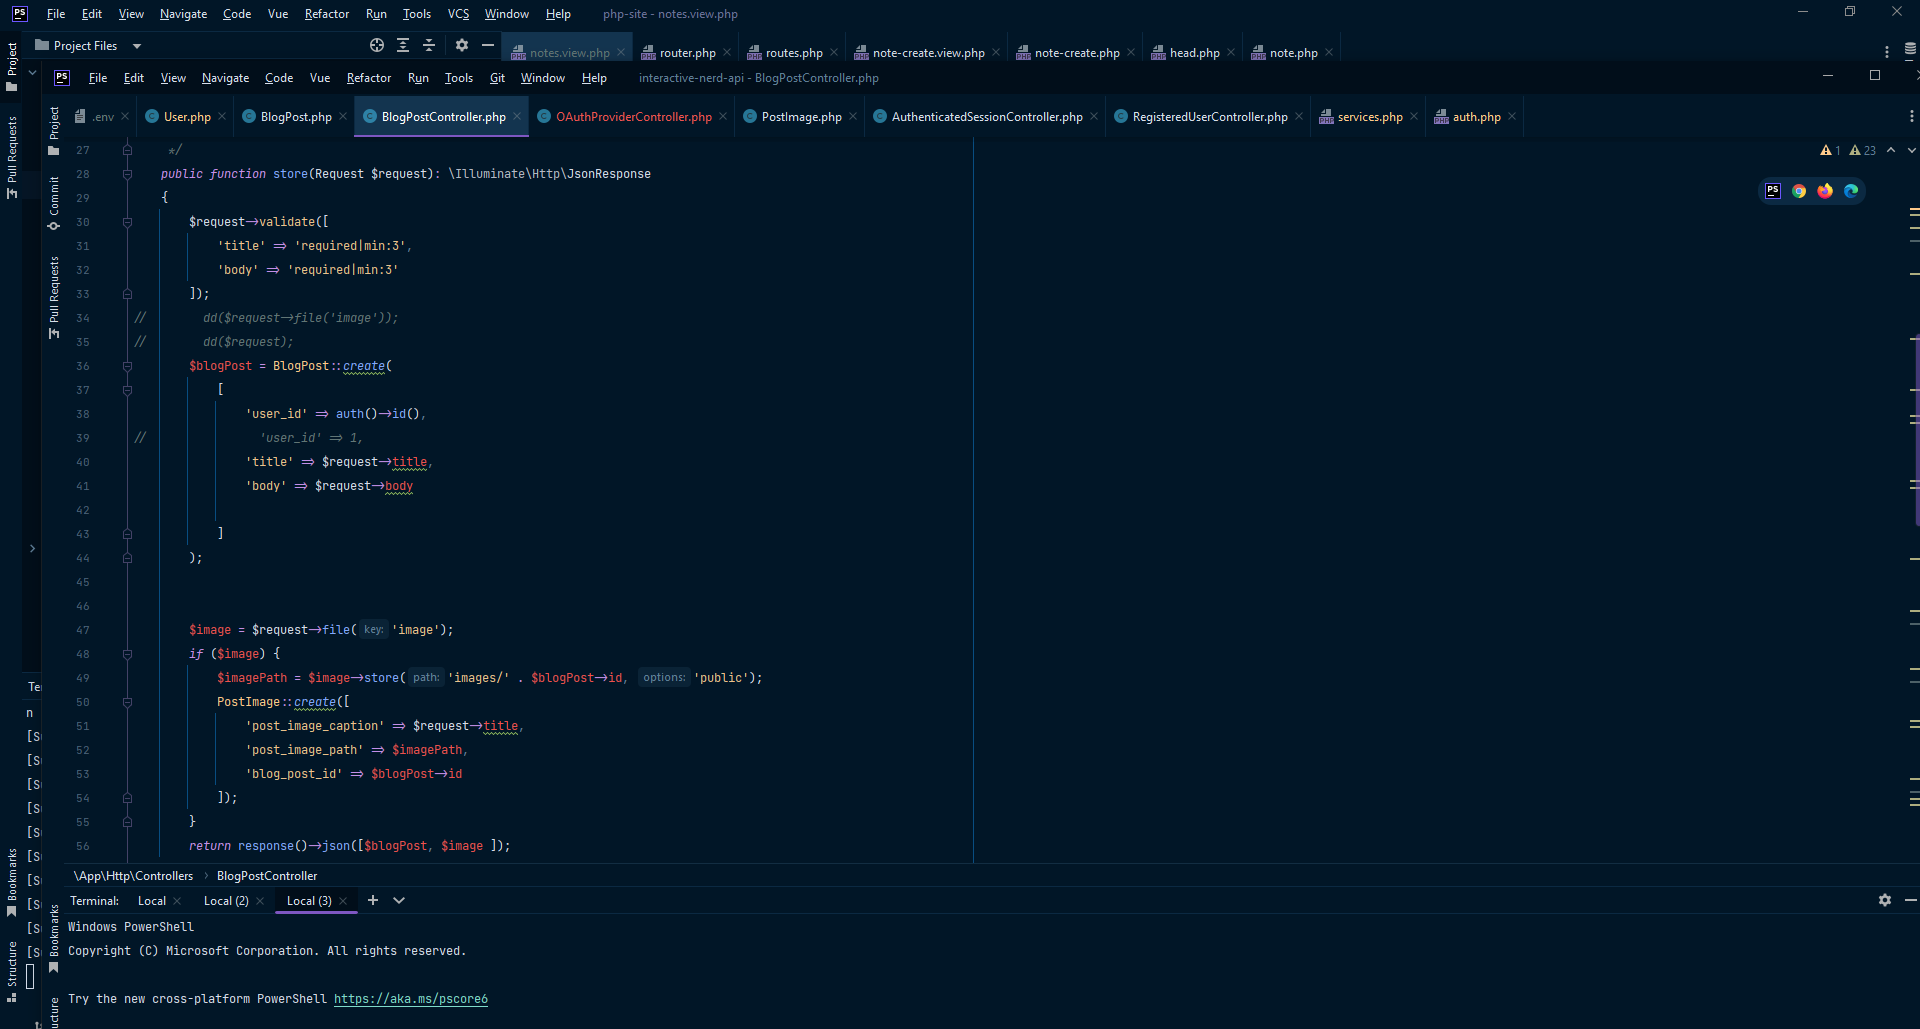 PS File Edit View Navigate Code Vue Refactor Run Tools VCS Window Help php-site - notes.view.php
Project Files notes.view.php router.php routes.php note-create.view.php note-create.php head.php note.php
PS File Edit View Navigate Code Vue Refactor Run Tools Git Window Help interactive-nerd-api - BlogPostController.php
.env User.php BlogPost.php BlogPostController.php OAuthProviderController.php PostImage.php AuthenticatedSessionController.php RegisteredUserController.php services.php auth.php
Project
Pull Requests
Bookmarks
Structure
Project
Commit
Pull Requests
Bookmarks
ucture
1 23
PS
27 */
28 public function store(Request $request): \Illuminate\Http\JsonResponse
29 {
30 $request->validate([
31 'title' => 'required|min:3',
32 'body' => 'required|min:3'
33 ]);
34 // dd($request->file('image'));
35 // dd($request);
36 $blogPost = BlogPost::create(
37 [
38 'user_id' => auth()->id(),
39 // 'user_id' => 1,
40 'title' => $request->title,
41 'body' => $request->body
42
43 ]
44 );
45
46
47 $image = $request->file( key: 'image');
48 if ($image) {
49 $imagePath = $image->store( path: 'images/' . $blogPost->id, options: 'public');
50 PostImage::create([
51 'post_image_caption' => $request->title,
52 'post_image_path' => $imagePath,
53 'blog_post_id' => $blogPost->id
54 ]);
55 }
56 return response()->json([$blogPost, $image ]);
Te
n
[S
[S
[S
[S
[S
[S
[S
[S
[S
[S
\App\Http\Controllers › BlogPostController
Terminal: Local Local (2) Local (3)
Windows PowerShell
Copyright (C) Microsoft Corporation. All rights reserved.
Try the new cross-platform PowerShell https://aka.ms/pscore6